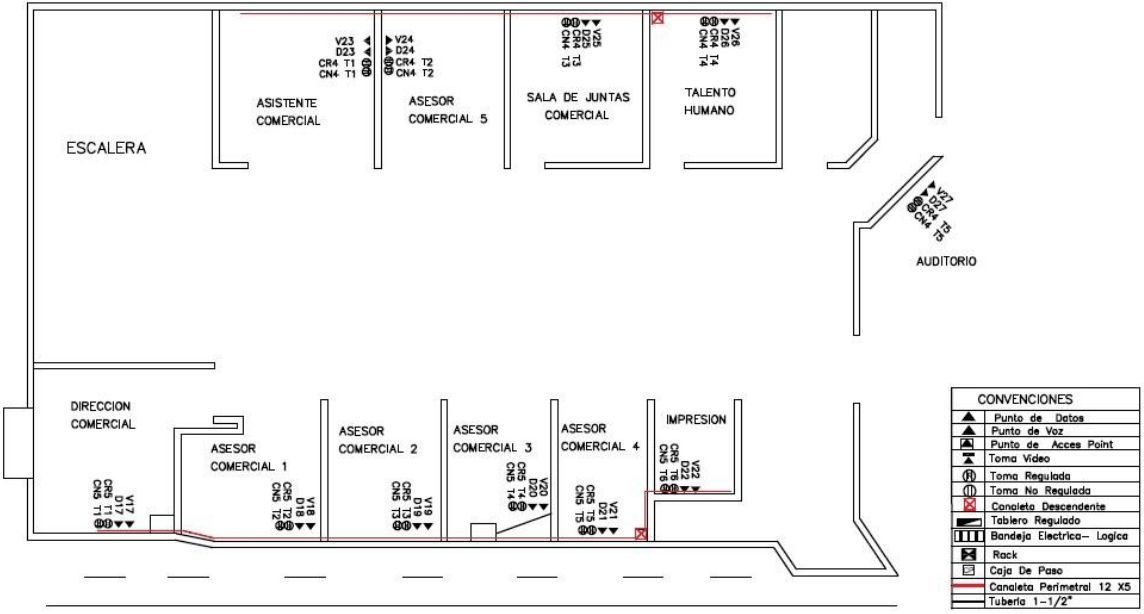 V23
D23
CR4 T1
CN4 T1
V24
D24
CR4 T2
CN4 T2
V25
D25
CR4 T3
CN4 T3
V26
D26
CR4 T4
CN4 T4
ASISTENTE
COMERCIAL
ASESOR
COMERCIAL 5
SALA DE JUNTAS
COMERCIAL
TALENTO
HUMANO
ESCALERA
V27
D27
CR4 T5
CN4 T5
AUDITORIO
DIRECCION
COMERCIAL
V17
D17
CR5 T1
CN5 T1
ASESOR
COMERCIAL 1
V18
D18
CR5 T2
CN5 T2
ASESOR
COMERCIAL 2
V19
D19
CR5 T3
CN5 T3
ASESOR
COMERCIAL 3
V20
D20
CR5 T4
CN5 T4
ASESOR
COMERCIAL 4
V21
D21
CR5 T5
CN5 T5
IMPRESION
V22
D22
CR5 T6
CN5 T6
CONVENCIONES
Punto de Datos
Punto de Voz
Punto de Acces Point
Toma Video
Toma Regulada
Toma No Regulada
Canaleta Descendente
Tablero Regulado
Bandeja Electrica- Logica
Rack
Caja De Paso
Canaleta Perimetral 12 X5
Tuberia 1-1/2"